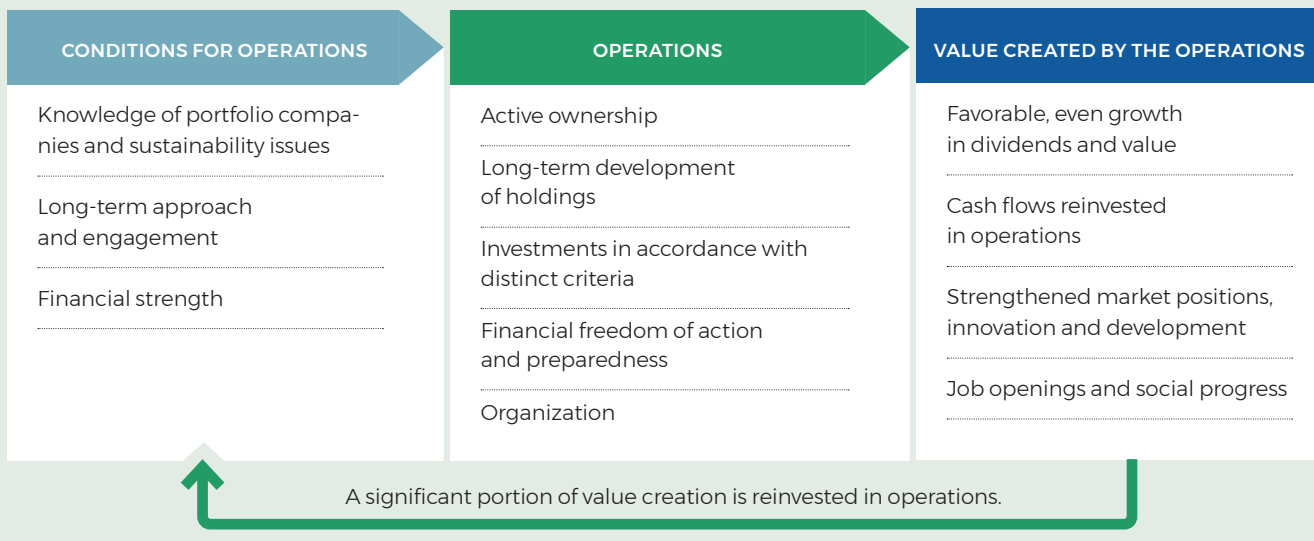 CONDITIONS FOR OPERATIONS
Knowledge of portfolio compa-
nies and sustainability issues
Long-term approach
and engagement
Financial strength
OPERATIONS
Active ownership
Long-term development
of holdings
Investments in accordance with
distinct criteria
Financial freedom of action
and preparedness
Organization
VALUE CREATED BY THE OPERATIONS
Favorable, even growth
in dividends and value
Cash flows reinvested
in operations
Strengthened market positions,
innovation and development
Job openings and social progress
A significant portion of value creation is reinvested in operations.